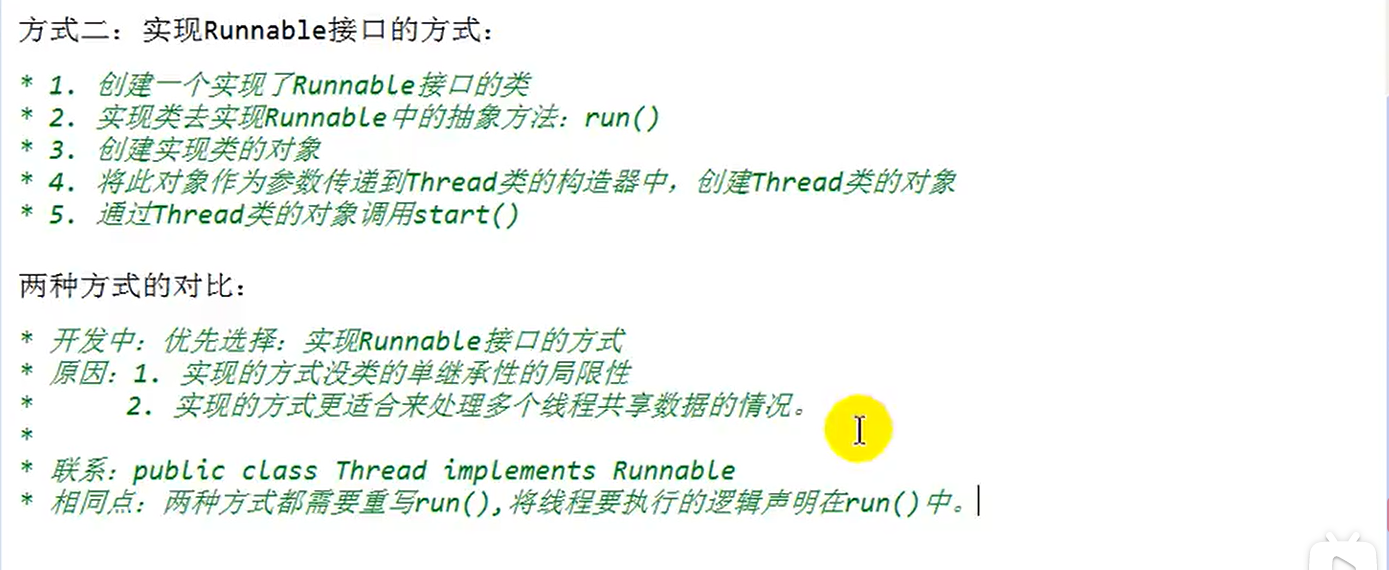 方式二：实现Runnable接口的方式：
* 1. 创建一个实现了Runnable接口的类
* 2. 实现类去实现Runnable中的抽象方法：run()
* 3. 创建实现类的对象
* 4. 将此对象作为参数传递到Thread类的构造器中，创建Thread类的对象
* 5. 通过Thread类的对象调用start()
两种方式的对比：
* 开发中：优先选择：实现Runnable接口的方式
* 原因：1. 实现的方式没类的单继承性的局限性
* 2. 实现的方式更适合来处理多个线程共享数据的情况。
*
* 联系：public class Thread implements Runnable
* 相同点：两种方式都需要重写run(),将线程要执行的逻辑声明在run()中。